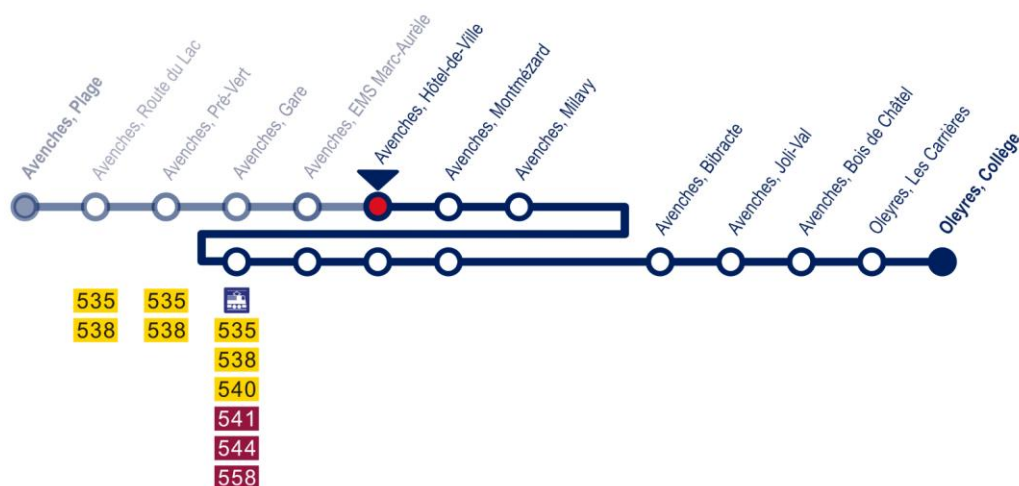 Avenches, Plage
Avenches, Route du Lac
Avenches, Pré-Vert
Avenches, Gare
Avenches, EMS Marc-Aurèle
Avenches, Hôtel-de-Ville
Avenches, Montmézard
Avenches, Milavy
Avenches, Bibracte
Avenches, Joli-Val
Avenches, Bois de Châtel
Oleyres, Les Carrières
Oleyres, Collège
535 535
538 538 535
538
540
541
544
558